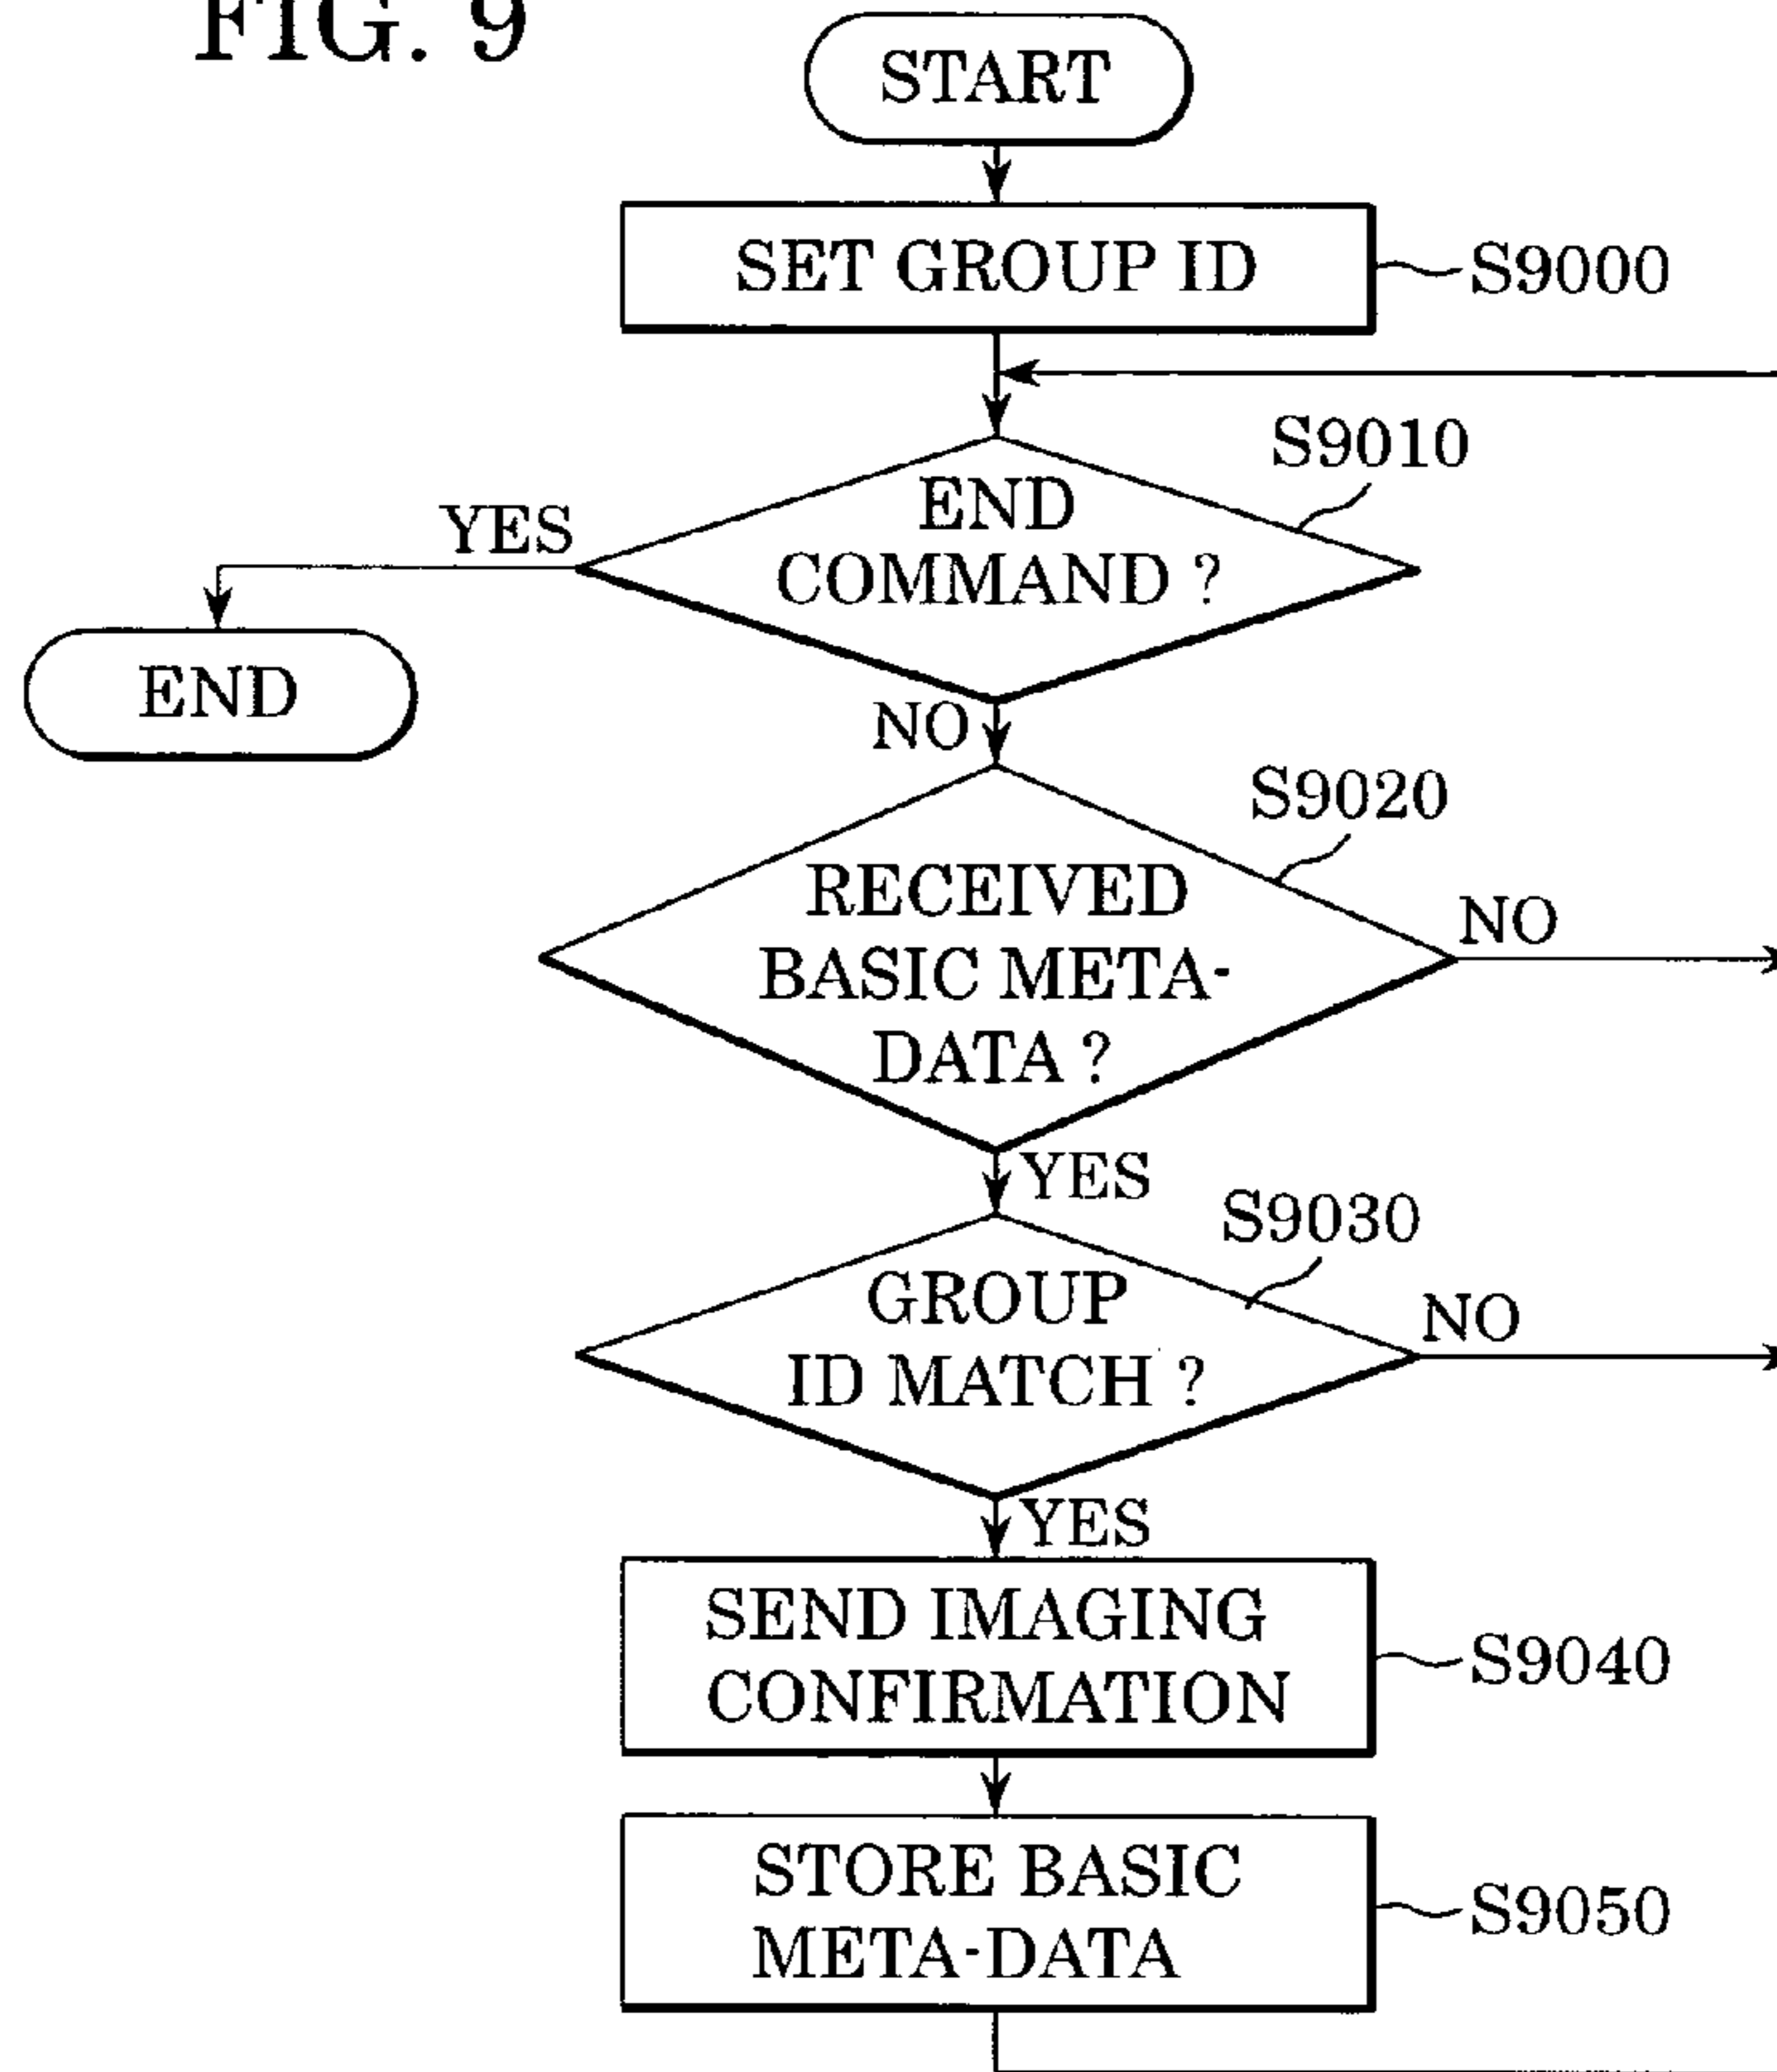 FIG. 9
START
SET GROUP ID
S9000
S9010
END
COMMAND ?
YES
END
NO
S9020
RECEIVED
BASIC META-
DATA ?
NO
YES
S9030
GROUP
ID MATCH ?
NO
YES
SEND IMAGING
CONFIRMATION
S9040
STORE BASIC
META-DATA
S9050